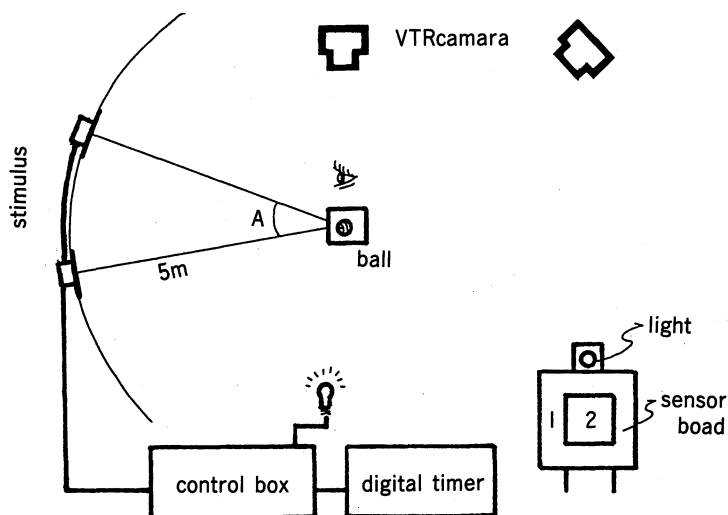 VTRcamara
stimulus
A
5m
ball
light
1 2
sensor
boad
control box
digital timer